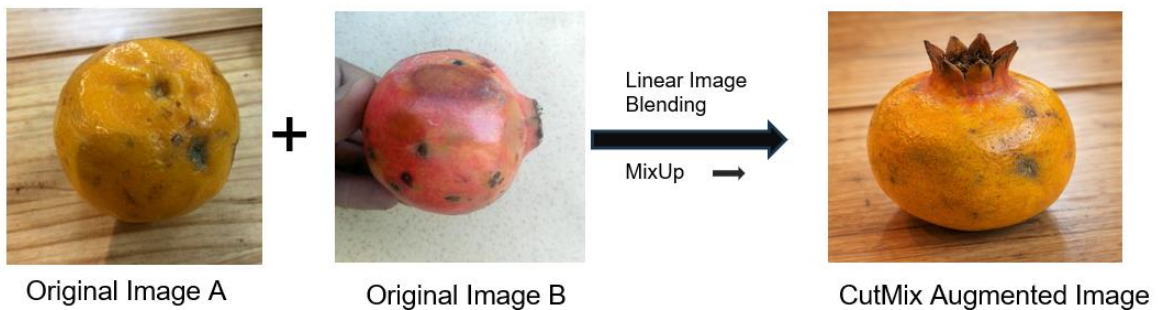 Linear Image
Blending
MixUp
Original Image A
Original Image B
CutMix Augmented Image